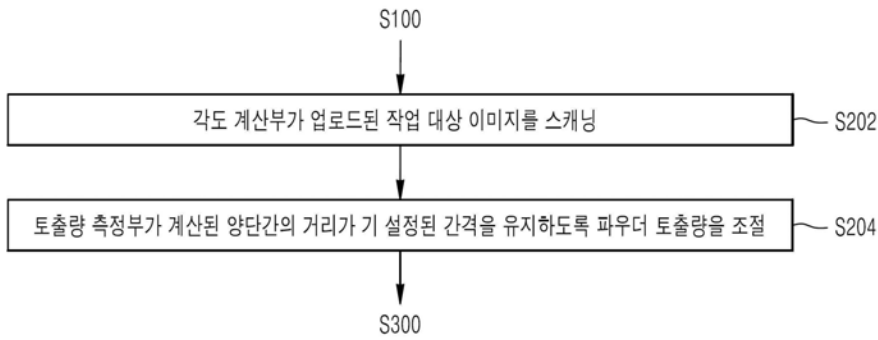 S100
각도 계산부가 업로드된 작업 대상 이미지를 스캐닝
S202
토출량 측정부가 계산된 양단간의 거리가 기 설정된 간격을 유지하도록 파우더 토출량을 조절
S204
S300